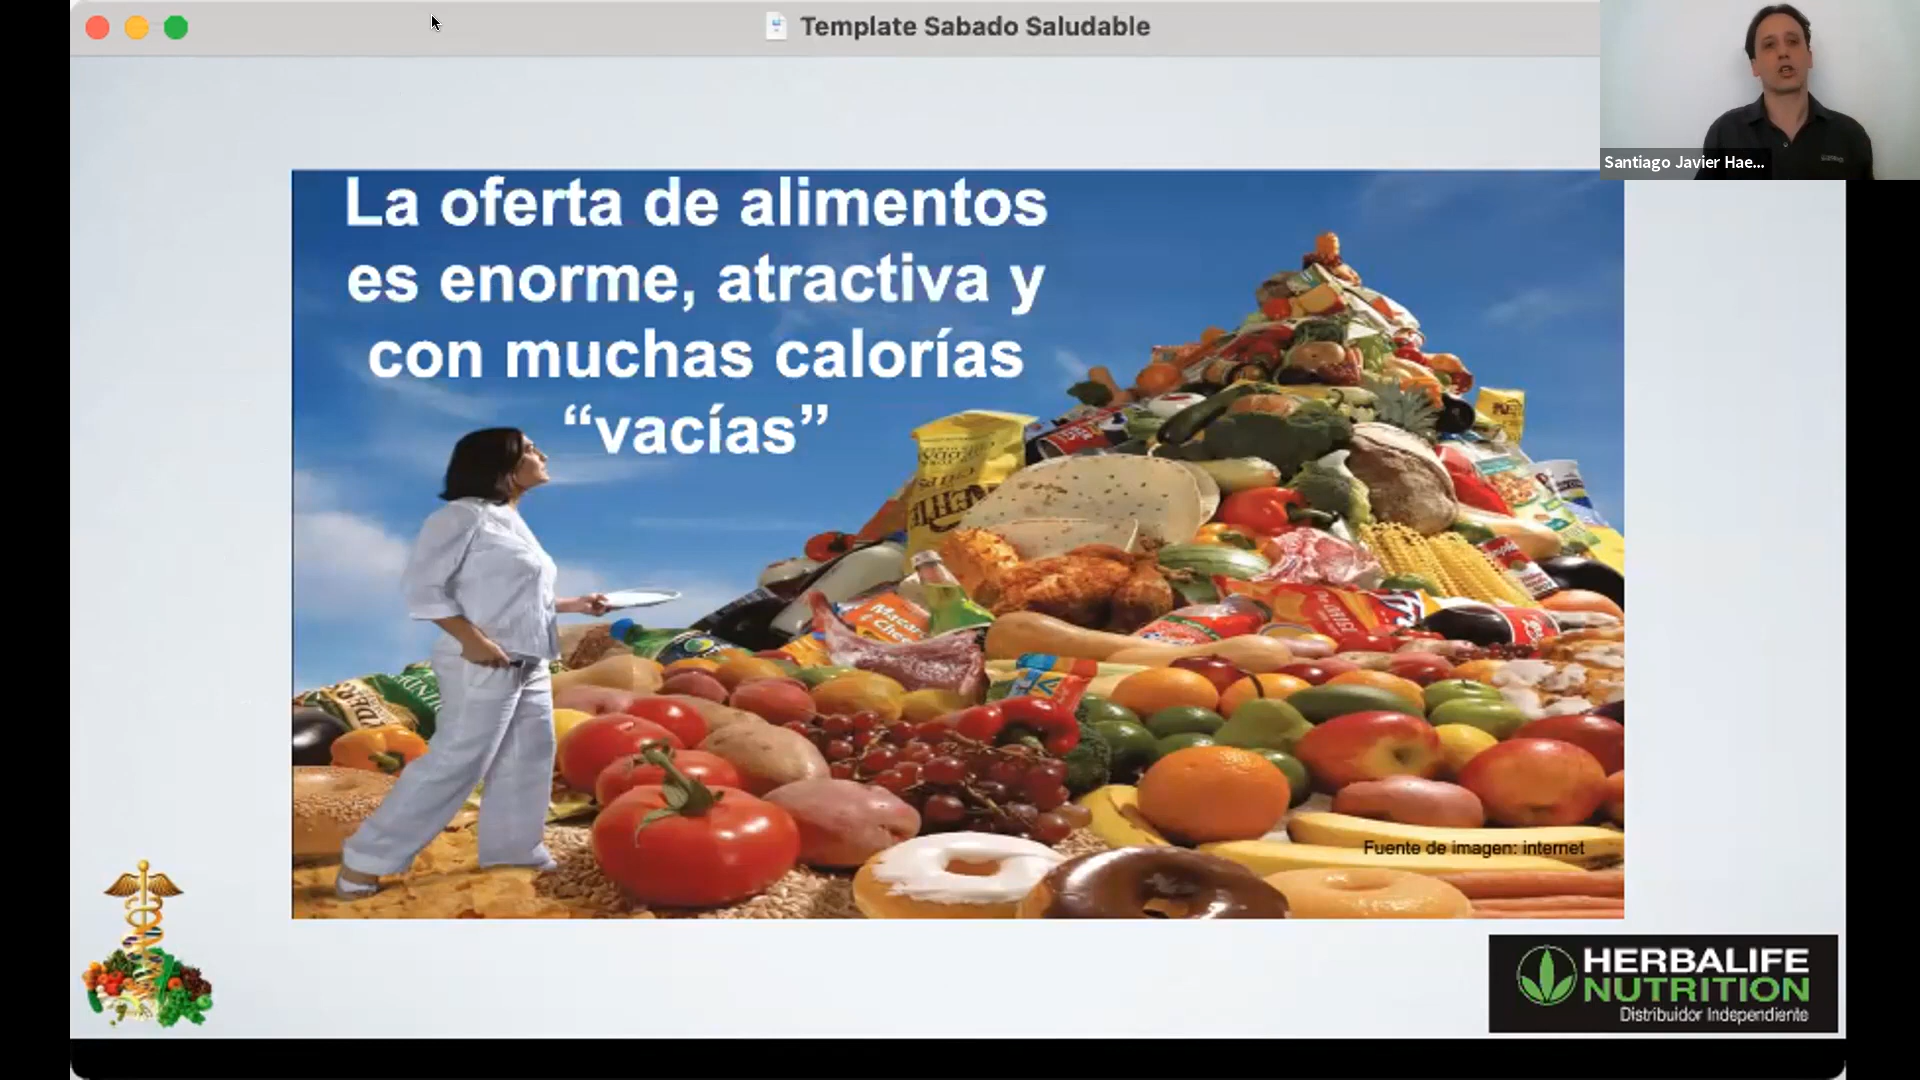 Template Sabado Saludable
Santiago Javier Hae...
La oferta de alimentos
es enorme, atractiva y
con muchas calorías
“vacías”
Fuente de imagen: internet
HERBALIFE
NUTRITION
Distribuidor Independiente